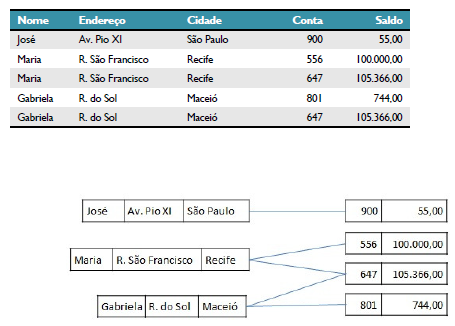 Nome Endereço Cidade Conta Saldo
José Av. Pio XI São Paulo 900 55,00
Maria R. São Francisco Recife 556 100.000,00
Maria R. São Francisco Recife 647 105.366,00
Gabriela R. do Sol Maceió 801 744,00
Gabriela R. do Sol Maceió 647 105.366,00
José Av. Pio XI São Paulo 900 55,00
556 100.000,00
Maria R. São Francisco Recife
647 105.366,00
Gabriela R. do Sol Maceió 801 744,00